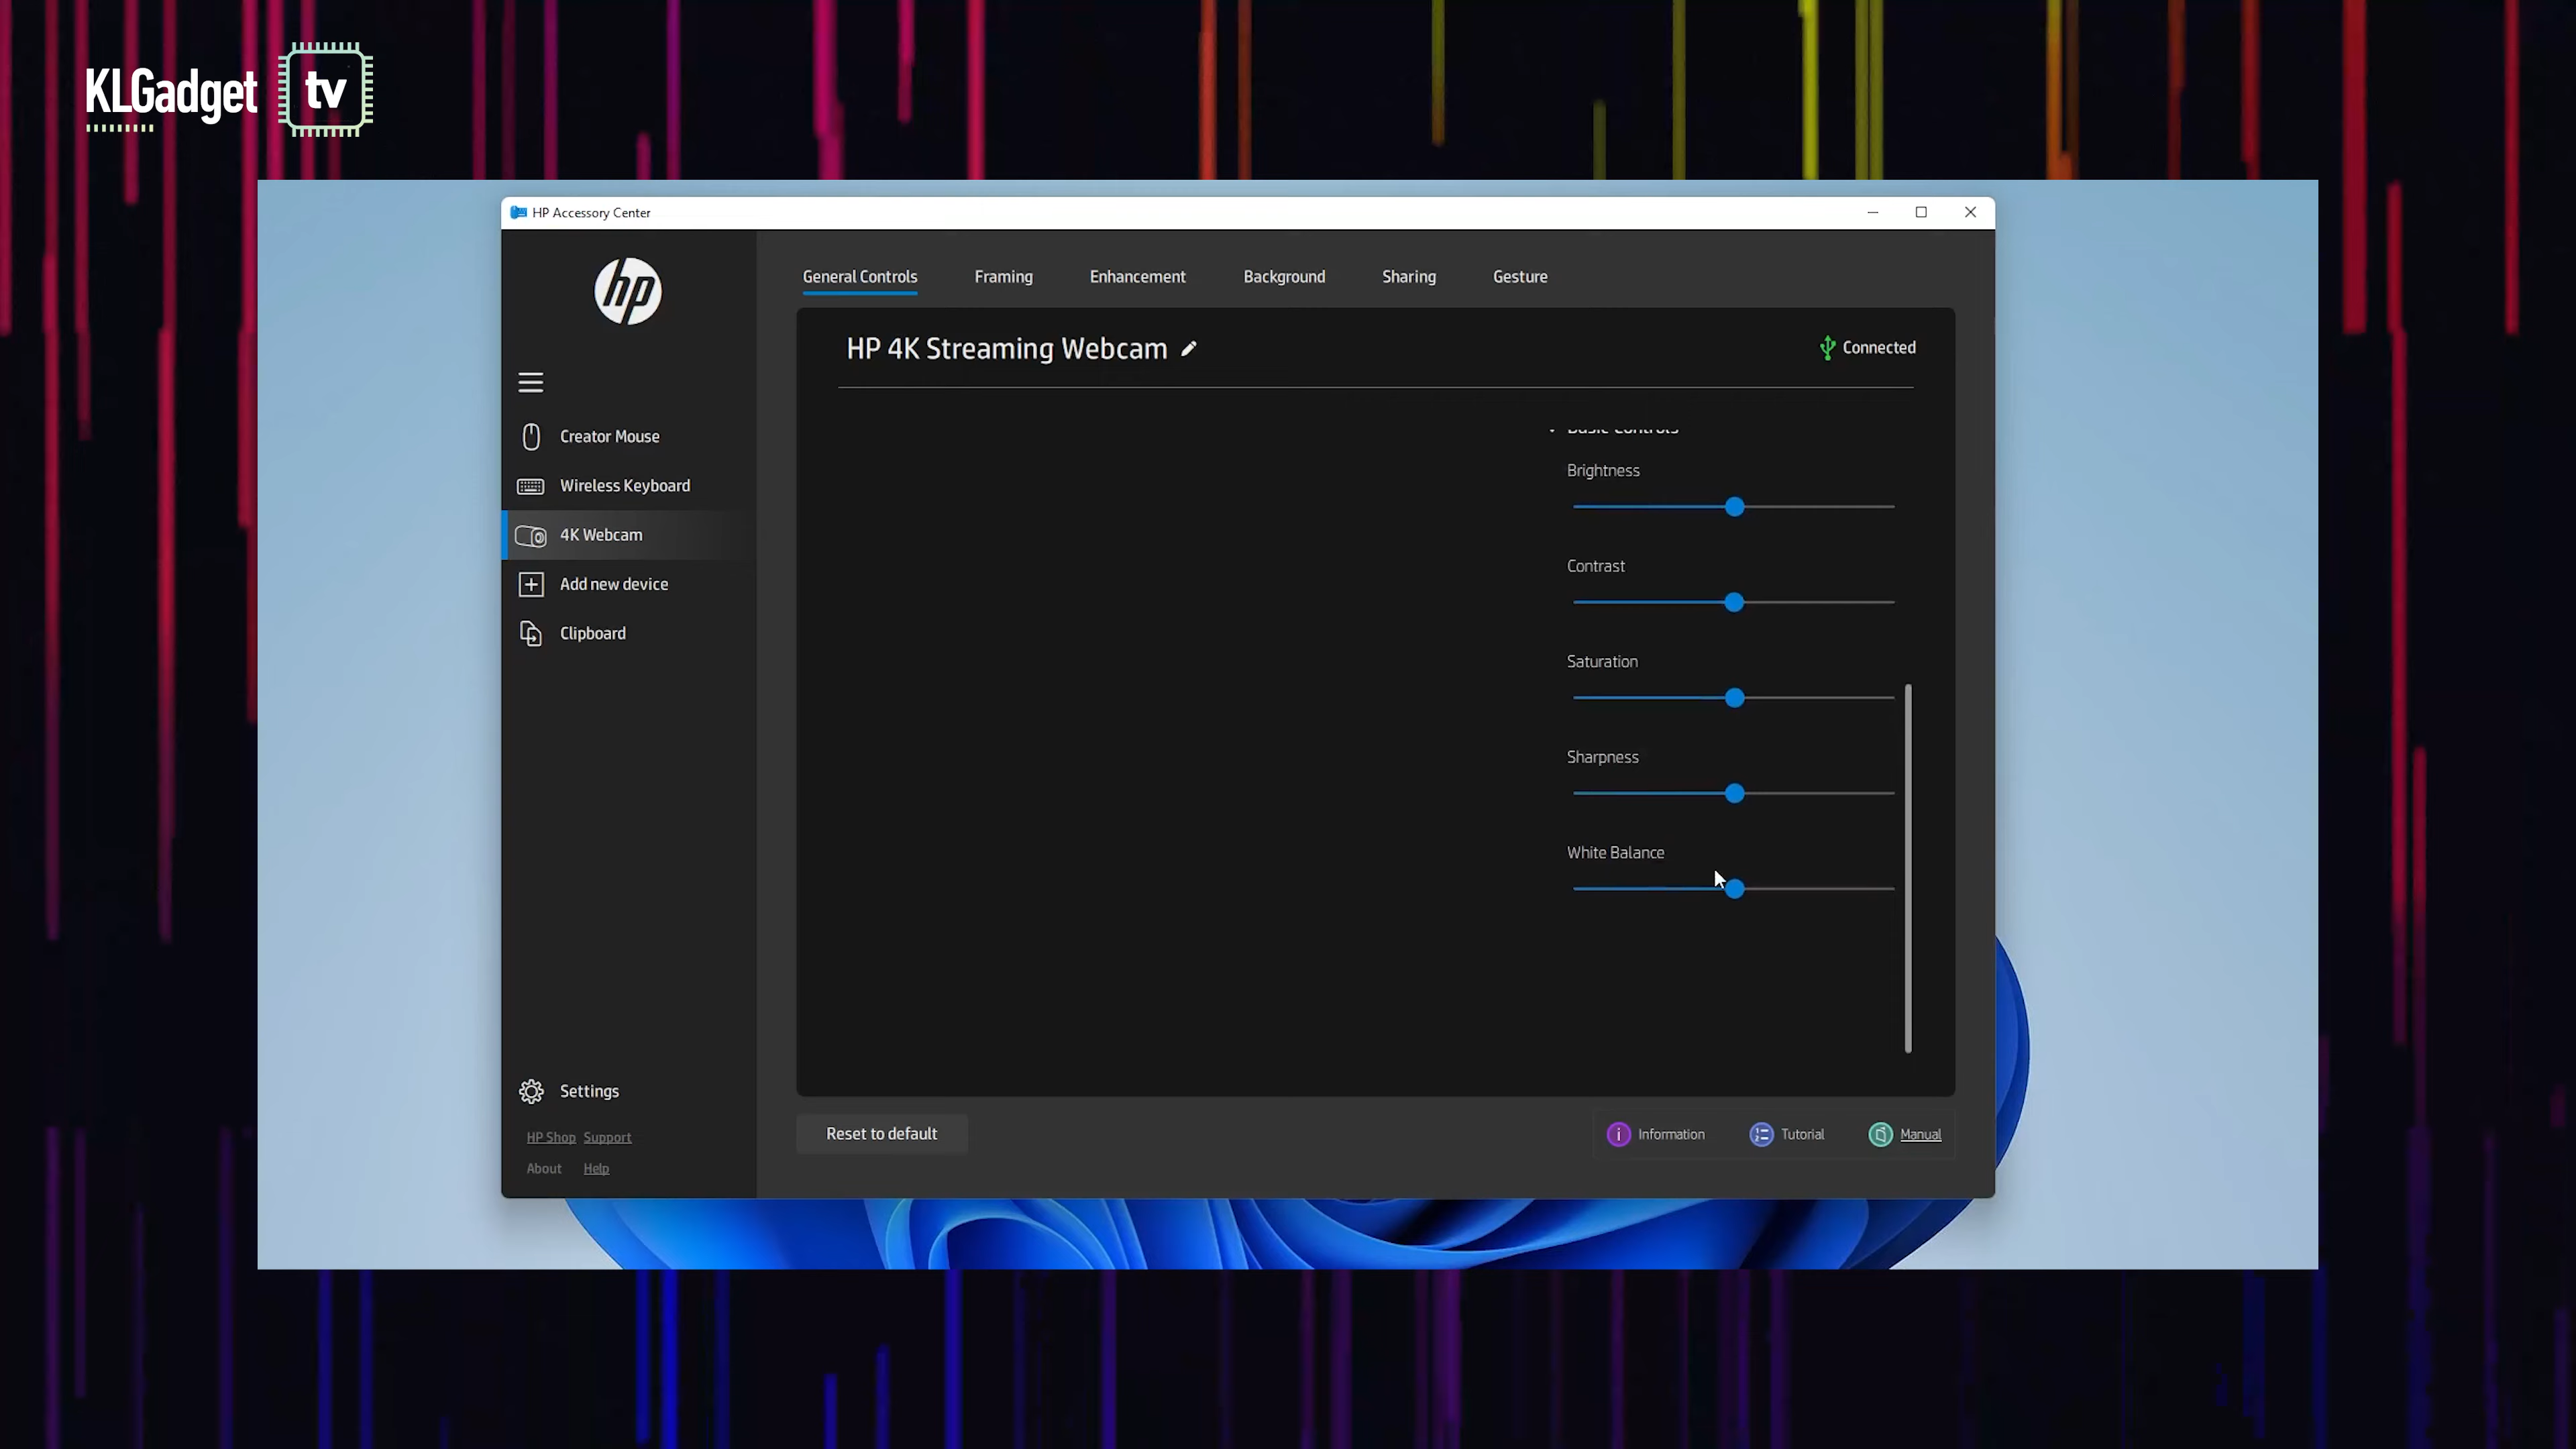 KLGadget tv
HP Accessory Center
hp
General Controls
Framing
Enhancement
Background
Sharing
Gesture
HP 4K Streaming Webcam
Connected
Creator Mouse
Wireless Keyboard
4K Webcam
Add new device
Clipboard
Basic Controls
Brightness
Contrast
Saturation
Sharpness
White Balance
Settings
HP Shop Support
About Help
Reset to default
Information
Tutorial
Manual